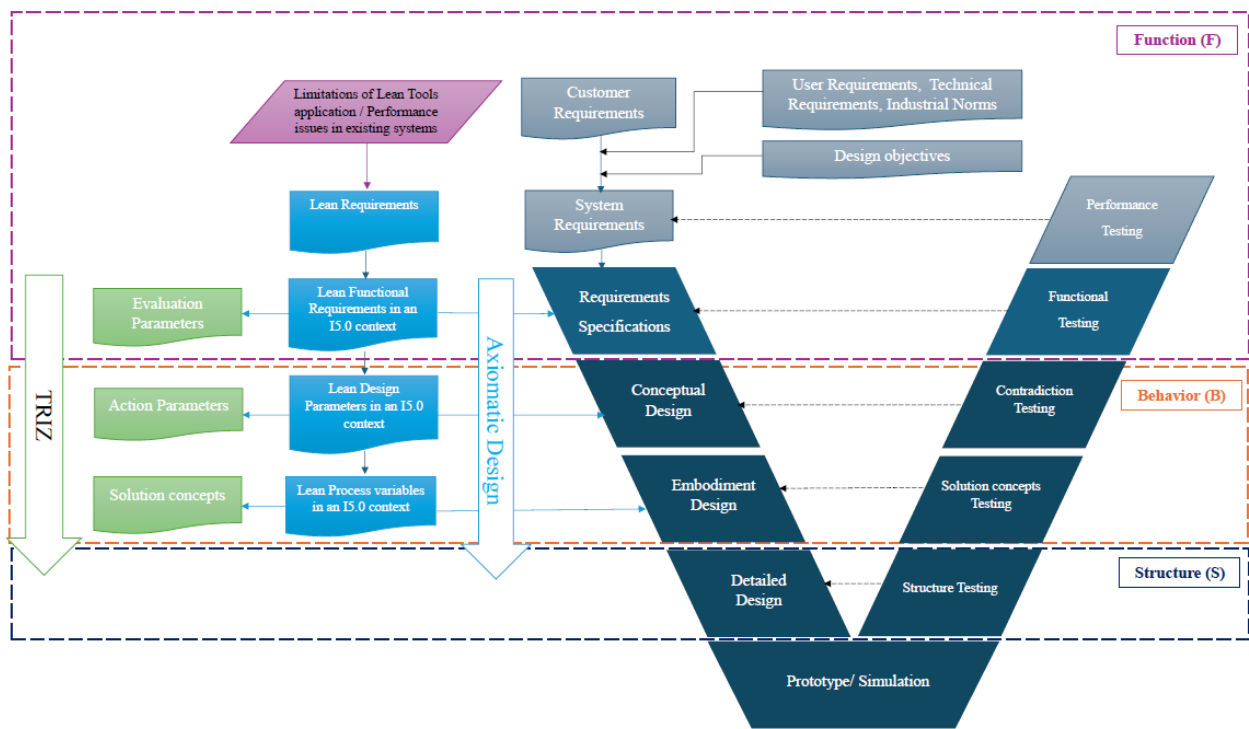 Function (F)
Limitations of Lean Tools
application / Performance
issues in existing systems
Customer
Requirements
User Requirements,  Technical
Requirements, Industrial Norms
Design objectives
Lean Requirements
System
Requirements
Performance
Testing
Evaluation
Parameters
Lean Functional
Requirements in an
I5.0 context
Requirements
Specifications
Functional
Testing
TRIZ
Axiomatic Design
Action Parameters
Lean Design
Parameters in an I5.0
context
Conceptual
Design
Contradiction
Testing
Behavior (B)
Solution concepts
Lean Process variables
in an I5.0 context
Embodiment
Design
Solution concepts
Testing
Detailed
Design
Structure Testing
Structure (S)
Prototype/ Simulation